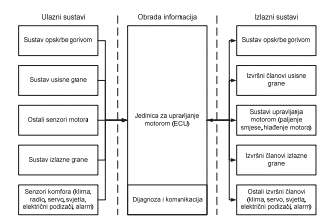 Ulazni sustavi
Obrada informacija
Izlazni sustavi
Sustav opskrbe gorivom
Sustav usisne grane
Ostali senzori motora
Sustav izlazne grane
Senzori komfora (klima,
radio, servo, svjetla,
električni podizači, alarm)
Jedinica za upravljanje
motorom (ECU)
Dijagnoza i komunikacija
Sustav opskrbe gorivom
Izvršni članovi usisne
grane
Sustavi upravljanja
motorom (paljenje
smjese, hlađenje motora)
Izvršni članovi izlazne
grane
Ostali izvršni članovi
(klima, servo, svjetla,
električni podizači, alarm)